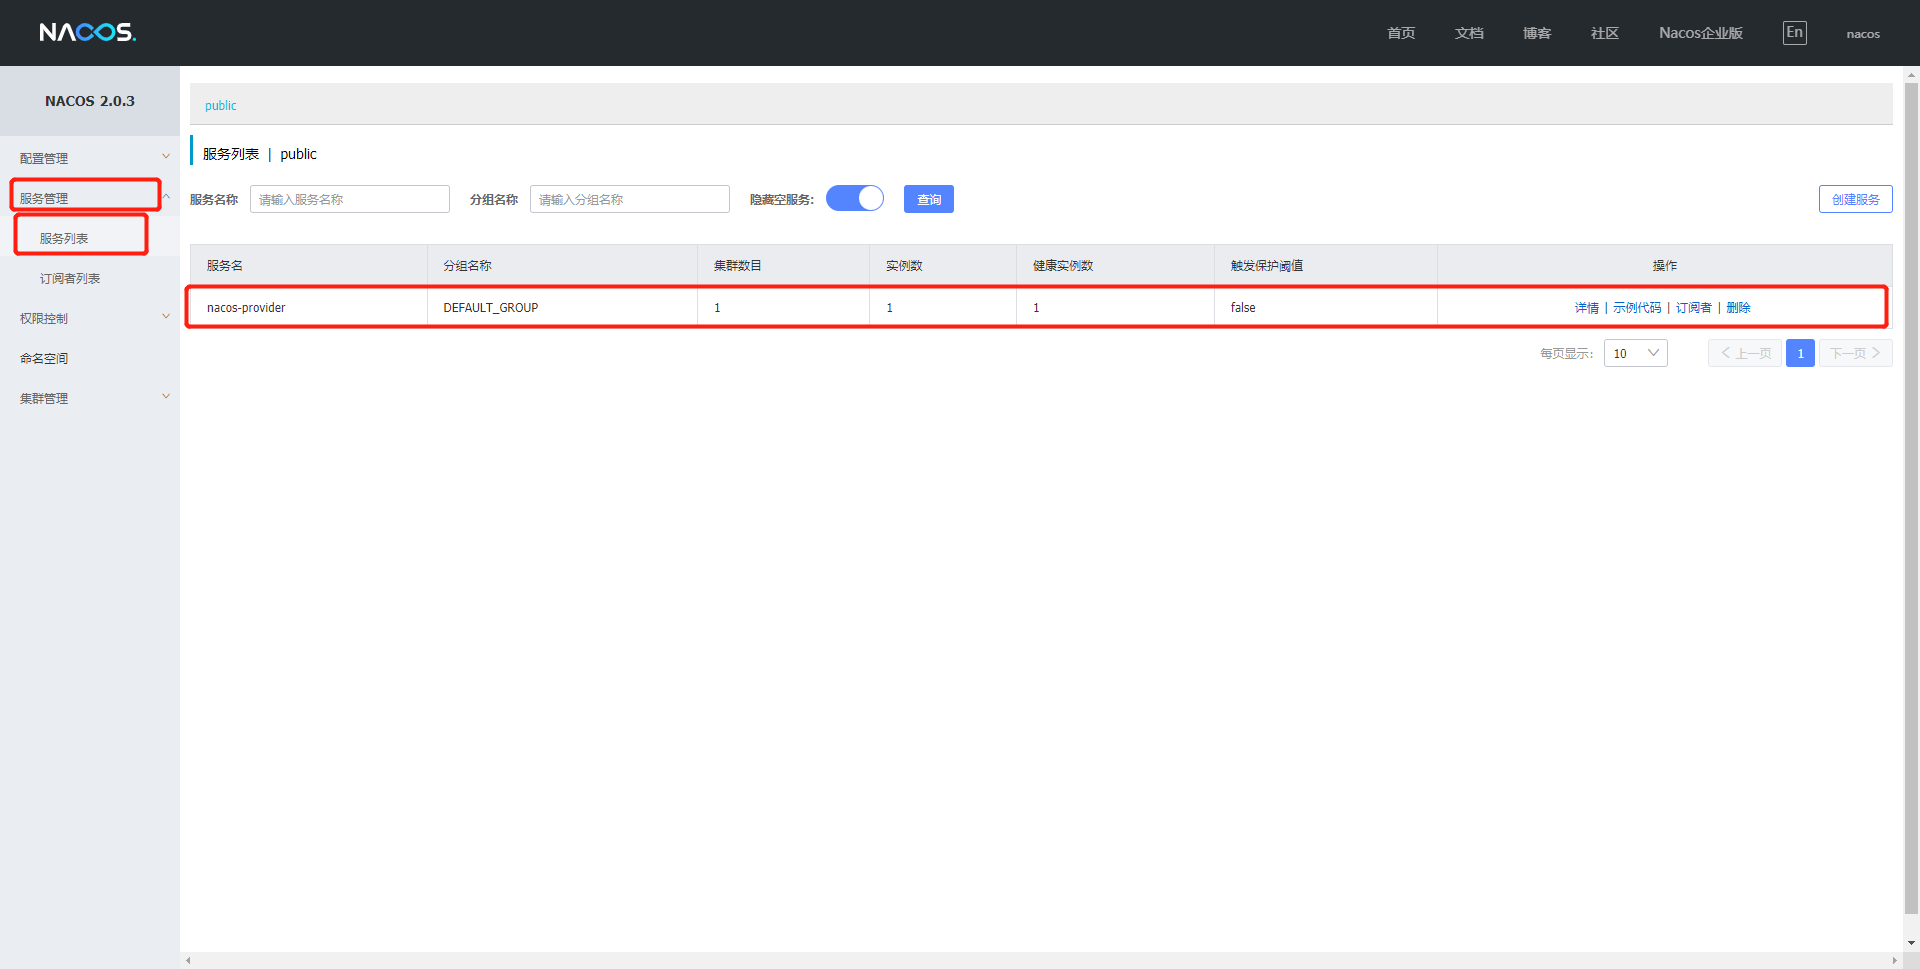 NACOS.
首页 文档 博客 社区 Nacos企业版 En nacos
NACOS 2.0.3
配置管理
服务管理
服务列表
订阅者列表
权限控制
命名空间
集群管理
public
服务列表 | public
服务名称 请输入服务名称 分组名称 请输入分组名称 隐藏空服务: 查询 创建服务
服务名 分组名称 集群数目 实例数 健康实例数 触发保护阈值 操作
nacos-provider DEFAULT_GROUP 1 1 1 false 详情 | 示例代码 | 订阅者 | 删除
每页显示: 10 上一页 1 下一页